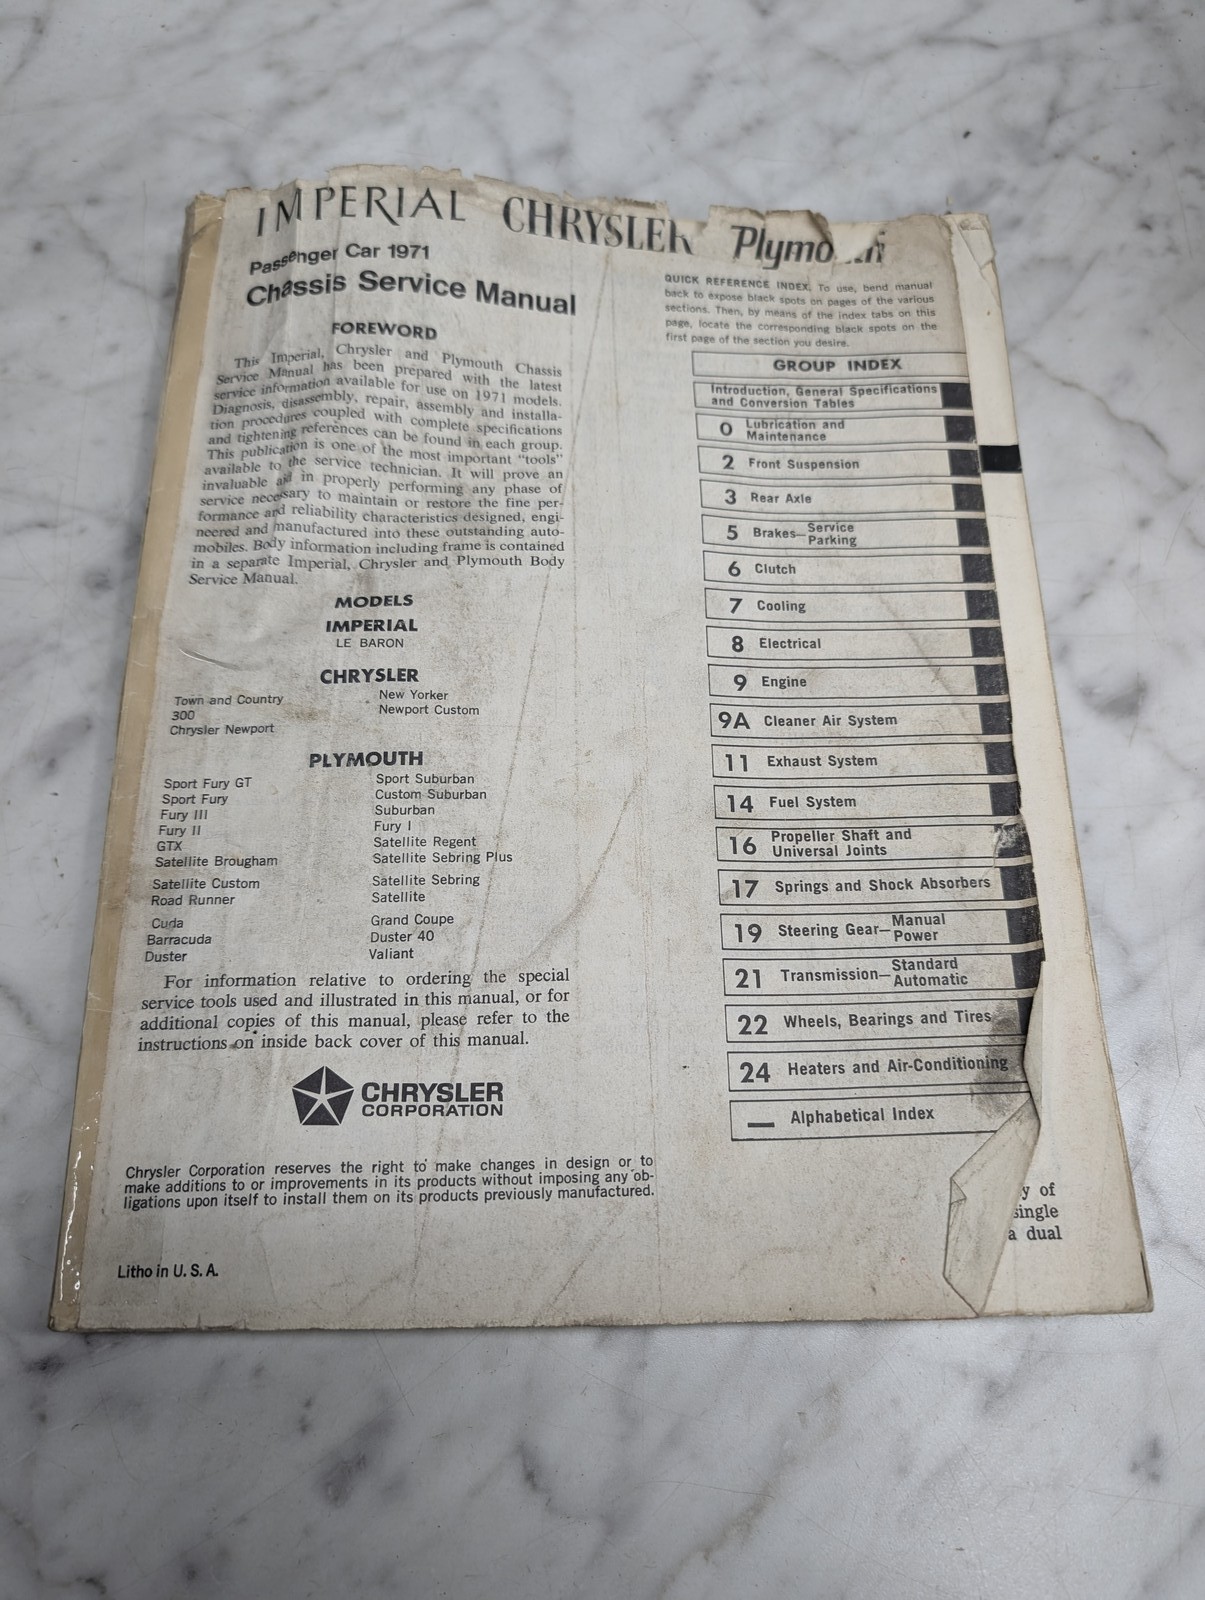 IMPERIAL CHRYSLER Plymouth
Passenger Car 1971
Chassis Service Manual
FOREWORD
This Imperial, Chrysler and Plymouth Chassis
Service Manual has been prepared with the latest
service information available for use on 1971 models.
Diagnosis, disassembly, repair, assembly and installa-
tion procedures coupled with complete specifications
and tightening references can be found in each group.
This publication is one of the most important "tools"
available to the service technician. It will prove an
invaluable aid in properly performing any phase of
service necessary to maintain or restore the fine per-
formance and reliability characteristics designed, engi-
neered and manufactured into these outstanding auto-
mobiles. Body information including frame is contained
in a separate Imperial, Chrysler and Plymouth Body
Service Manual.
MODELS
IMPERIAL
LE BARON
CHRYSLER
Town and Country
300
Chrysler Newport
New Yorker
Newport Custom
PLYMOUTH
Sport Fury GT
Sport Fury
Fury III
Fury II
GTX
Satellite Brougham
Satellite Custom
Road Runner
Cuda
Barracuda
Duster
Sport Suburban
Custom Suburban
Suburban
Fury I
Satellite Regent
Satellite Sebring Plus
Satellite Sebring
Satellite
Grand Coupe
Duster 40
Valiant
For information relative to ordering the special
service tools used and illustrated in this manual, or for
additional copies of this manual, please refer to the
instructions on inside back cover of this manual.
CHRYSLER
CORPORATION
Chrysler Corporation reserves the right to make changes in design or to
make additions to or improvements in its products without imposing any ob-
ligations upon itself to install them on its products previously manufactured.
Litho in U. S. A.
QUICK REFERENCE INDEX. To use, bend manual
back to expose black spots on pages of the various
sections. Then, by means of the index tabs on this
page, locate the corresponding black spots on the
first page of the section you desire.
GROUP INDEX
Introduction, General Specifications
and Conversion Tables
0 Lubrication and
Maintenance
2 Front Suspension
3 Rear Axle
5 Brakes—Service
Parking
6 Clutch
7 Cooling
8 Electrical
9 Engine
9A Cleaner Air System
11 Exhaust System
14 Fuel System
16 Propeller Shaft and
Universal Joints
17 Springs and Shock Absorbers
19 Steering Gear—Manual
Power
21 Transmission—Standard
Automatic
22 Wheels, Bearings and Tires
24 Heaters and Air-Conditioning
— Alphabetical Index
y of
single
a dual